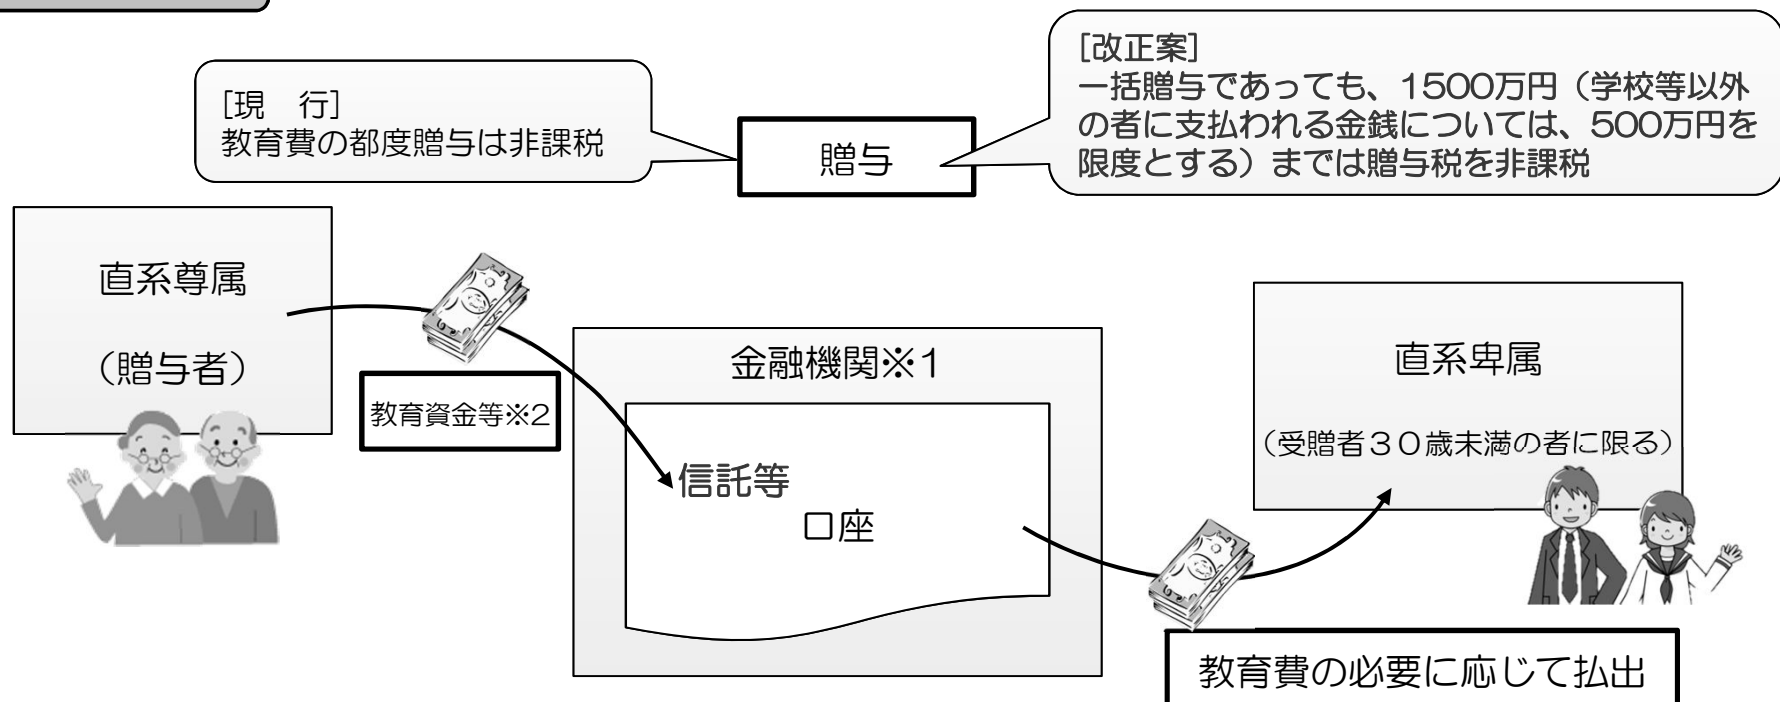 [現　行]
教育費の都度贈与は非課税
贈与
[改正案]
一括贈与であっても、1500万円（学校等以外
の者に支払われる金銭については、500万円を
限度とする）までは贈与税を非課税
直系尊属
（贈与者）
教育資金等※2
金融機関※1
信託等
口座
直系卑属
（受贈者３０歳未満の者に限る）
教育費の必要に応じて払出